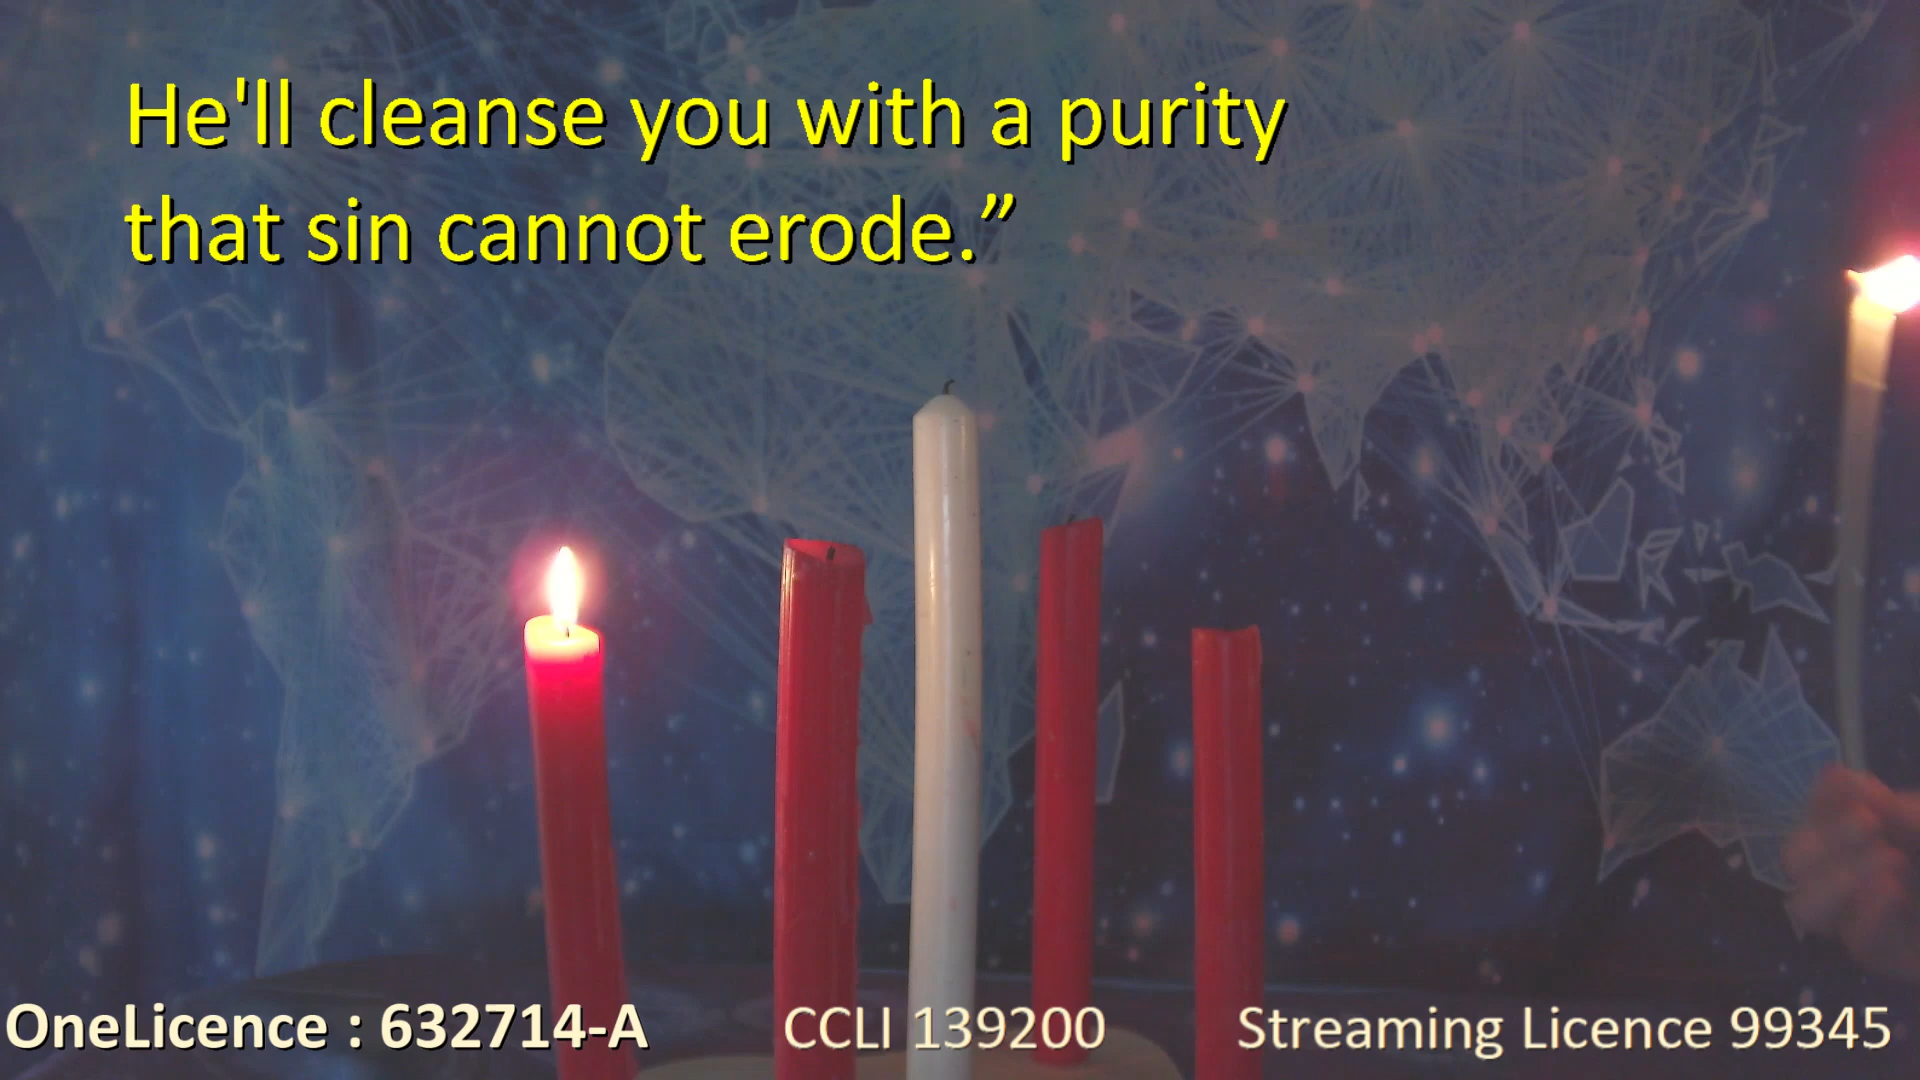 He'll cleanse you with a purity
that sin cannot erode.”
OneLicence : 632714-A CCLI 139200 Streaming Licence 99345